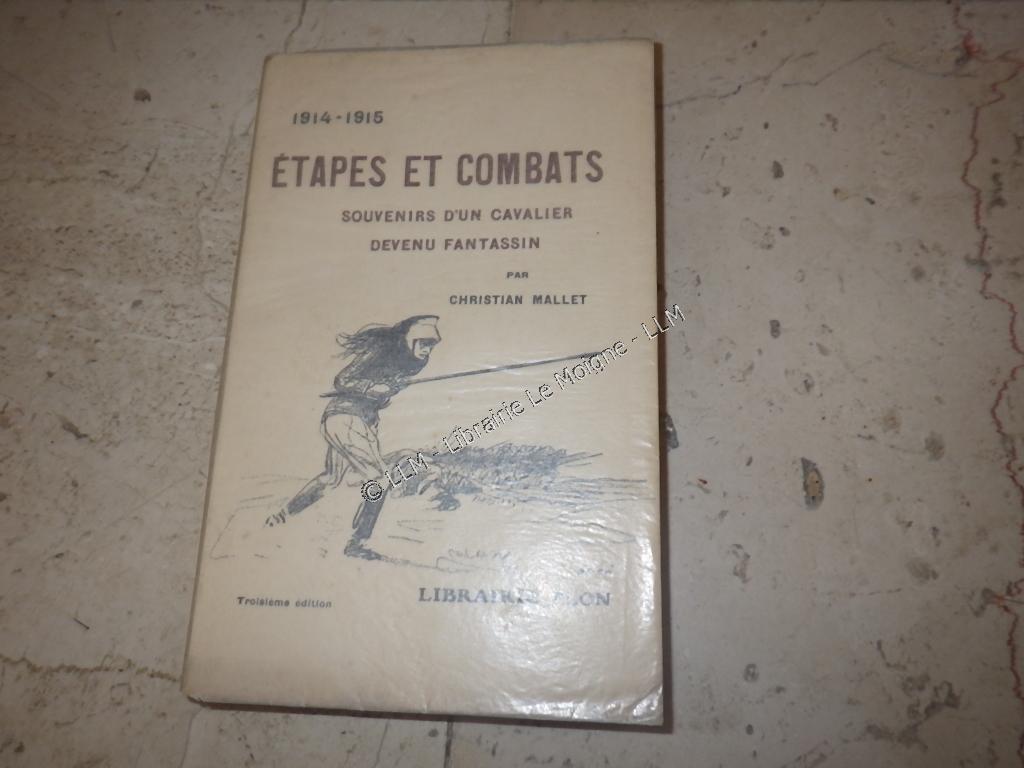 1914-1915
ÉTAPES ET COMBATS
SOUVENIRS D'UN CAVALIER
DEVENU FANTASSIN
PAR
CHRISTIAN MALLET
© LLM - Librairie Le Moigne - LLM
Troisième édition
LIBRAIRIE PLON